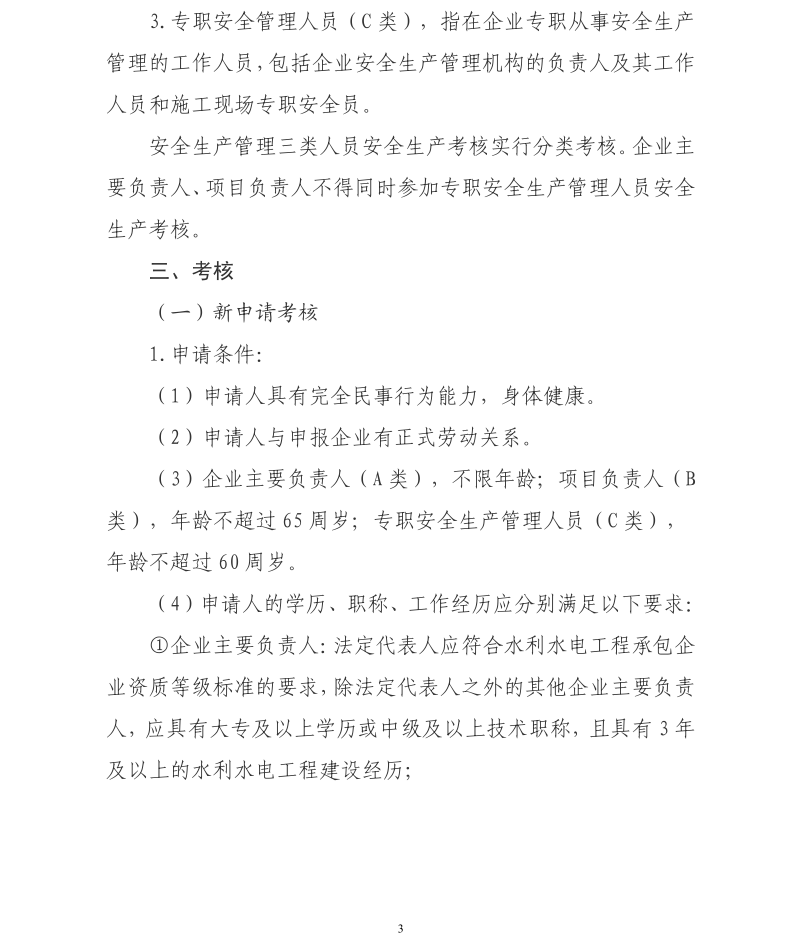 3.专职安全管理人员（C 类），指在企业专职从事安全生产
管理的工作人员，包括企业安全生产管理机构的负责人及其工作
人员和施工现场专职安全员。
安全生产管理三类人员安全生产考核实行分类考核。企业主
要负责人、项目负责人不得同时参加专职安全生产管理人员安全
生产考核。
三、考核
（一）新申请考核
1.申请条件：
（1）申请人具有完全民事行为能力，身体健康。
（2）申请人与申报企业有正式劳动关系。
（3）企业主要负责人（A 类），不限年龄；项目负责人（B
类），年龄不超过 65 周岁；专职安全生产管理人员（C 类），
年龄不超过 60 周岁。
（4）申请人的学历、职称、工作经历应分别满足以下要求：
①企业主要负责人：法定代表人应符合水利水电工程承包企
业资质等级标准的要求，除法定代表人之外的其他企业主要负责
人，应具有大专及以上学历或中级及以上技术职称，且具有 3 年
及以上的水利水电工程建设经历；
3